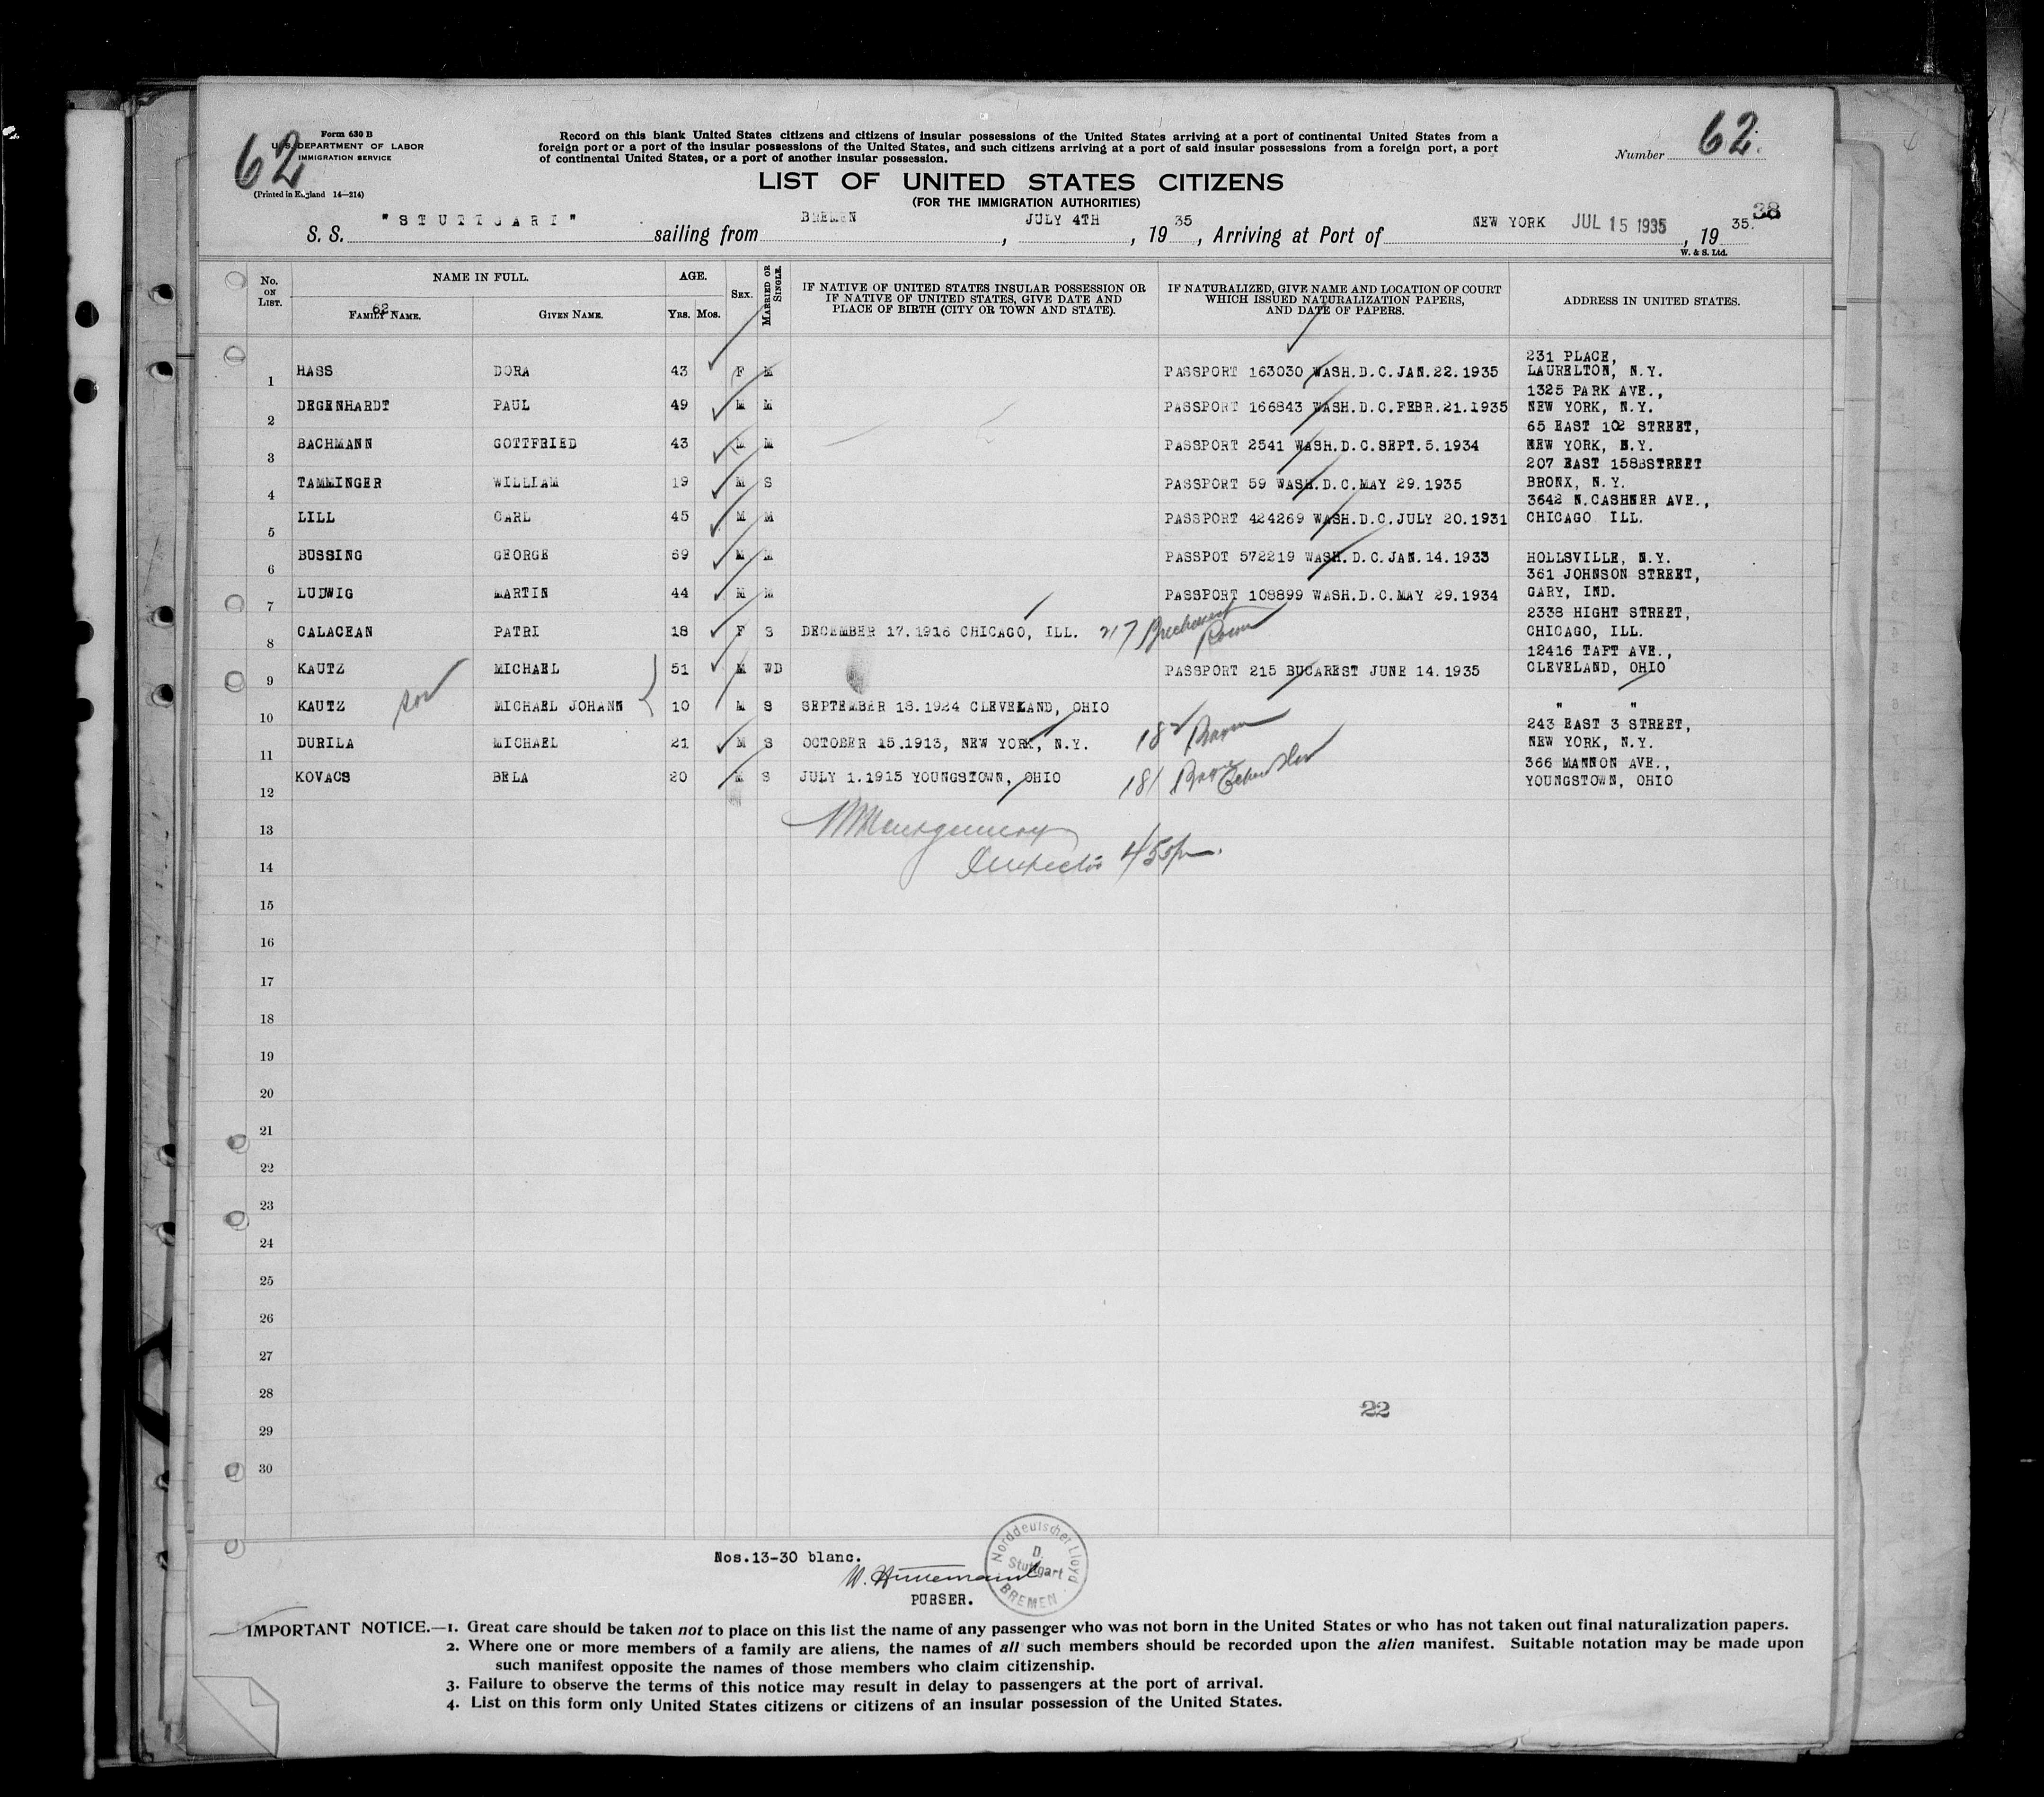 62
Form 630 B
U. S. DEPARTMENT OF LABOR
IMMIGRATION SERVICE
(Printed in England 14—214)
Record on this blank United States citizens and citizens of insular possessions of the United States arriving at a port of continental United States from a
foreign port or a port of the insular possessions of the United States, and such citizens arriving at a port of said insular possessions from a foreign port, a port
of continental United States, or a port of another insular possession.
Number 62.
LIST OF UNITED STATES CITIZENS
(FOR THE IMMIGRATION AUTHORITIES)
S. S. "STUTTGART" sailing from BREMEN, JULY 4TH, 1935, Arriving at Port of NEW YORK JUL 15 1935, 1935.
38
W. & S. Ltd.
No. ON LIST. NAME IN FULL. AGE. SEX. MARRIED OR SINGLE. IF NATIVE OF UNITED STATES INSULAR POSSESSION OR IF NATIVE OF UNITED STATES, GIVE DATE AND PLACE OF BIRTH (CITY OR TOWN AND STATE). IF NATURALIZED, GIVE NAME AND LOCATION OF COURT WHICH ISSUED NATURALIZATION PAPERS, AND DATE OF PAPERS. ADDRESS IN UNITED STATES.
62
FAMILY NAME. GIVEN NAME. Yrs. Mos.
1 HASS DORA 43 F M PASSPORT 163030 WASH.D.C.JAN.22.1935 231 PLACE, LAURELTON, N.Y.
2 DEGENHARDT PAUL 49 M M PASSPORT 166843 WASH.D.C.FEBR.21.1935 1325 PARK AVE., NEW YORK, N.Y.
3 BACHMANN GOTTFRIED 43 M M PASSPORT 2541 WASH.D.C.SEPT.5.1934 65 EAST 102 STREET, NEW YORK, N.Y.
4 TAMMINGER WILLIAM 19 M S PASSPORT 59 WASH.D.C.MAY 29.1935 207 EAST 158BSTREET BRONX, N.Y.
5 LILL CARL 45 M M PASSPORT 424269 WASH.D.C.JULY 20.1931 3642 N.CASHNER AVE., CHICAGO ILL.
6 BUSSING GEORGE 69 M M PASSPOT 572219 WASH.D.C.JAN.14.1933 HOLLSVILLE, N.Y.
7 LUDWIG MARTIN 44 M M PASSPORT 108899 WASH.D.C.MAY 29.1934 361 JOHNSON STREET, GARY, IND.
8 CALACEAN PATRI 18 F S DECEMBER 17.1916 CHICAGO, ILL. 217 2338 HIGHT STREET, CHICAGO, ILL.
9 KAUTZ MICHAEL 51 M WD PASSPORT 215 BUCAREST JUNE 14.1935 12416 TAFT AVE., CLEVELAND, OHIO
10 KAUTZ son MICHAEL JOHANN 10 M S SEPTEMBER 18.1924 CLEVELAND, OHIO " "
11 DURILA MICHAEL 21 M S OCTOBER 15.1913, NEW YORK, N.Y. 182 243 EAST 3 STREET, NEW YORK, N.Y.
12 KOVACS BELA 20 M S JULY 1.1915 YOUNGSTOWN, OHIO 181 366 MANNON AVE., YOUNGSTOWN, OHIO
13 Montgomery
14 Inspector 455pm.
15
16
17
18
19
20
21
22
23
24
25
26
27
28
22
29
30
Nos.13-30 blanc.
PURSER.
Norddeutscher Lloyd
D. Stuttgart
BREMEN
IMPORTANT NOTICE.—1. Great care should be taken not to place on this list the name of any passenger who was not born in the United States or who has not taken out final naturalization papers.
2. Where one or more members of a family are aliens, the names of all such members should be recorded upon the alien manifest. Suitable notation may be made upon
such manifest opposite the names of those members who claim citizenship.
3. Failure to observe the terms of this notice may result in delay to passengers at the port of arrival.
4. List on this form only United States citizens or citizens of an insular possession of the United States.